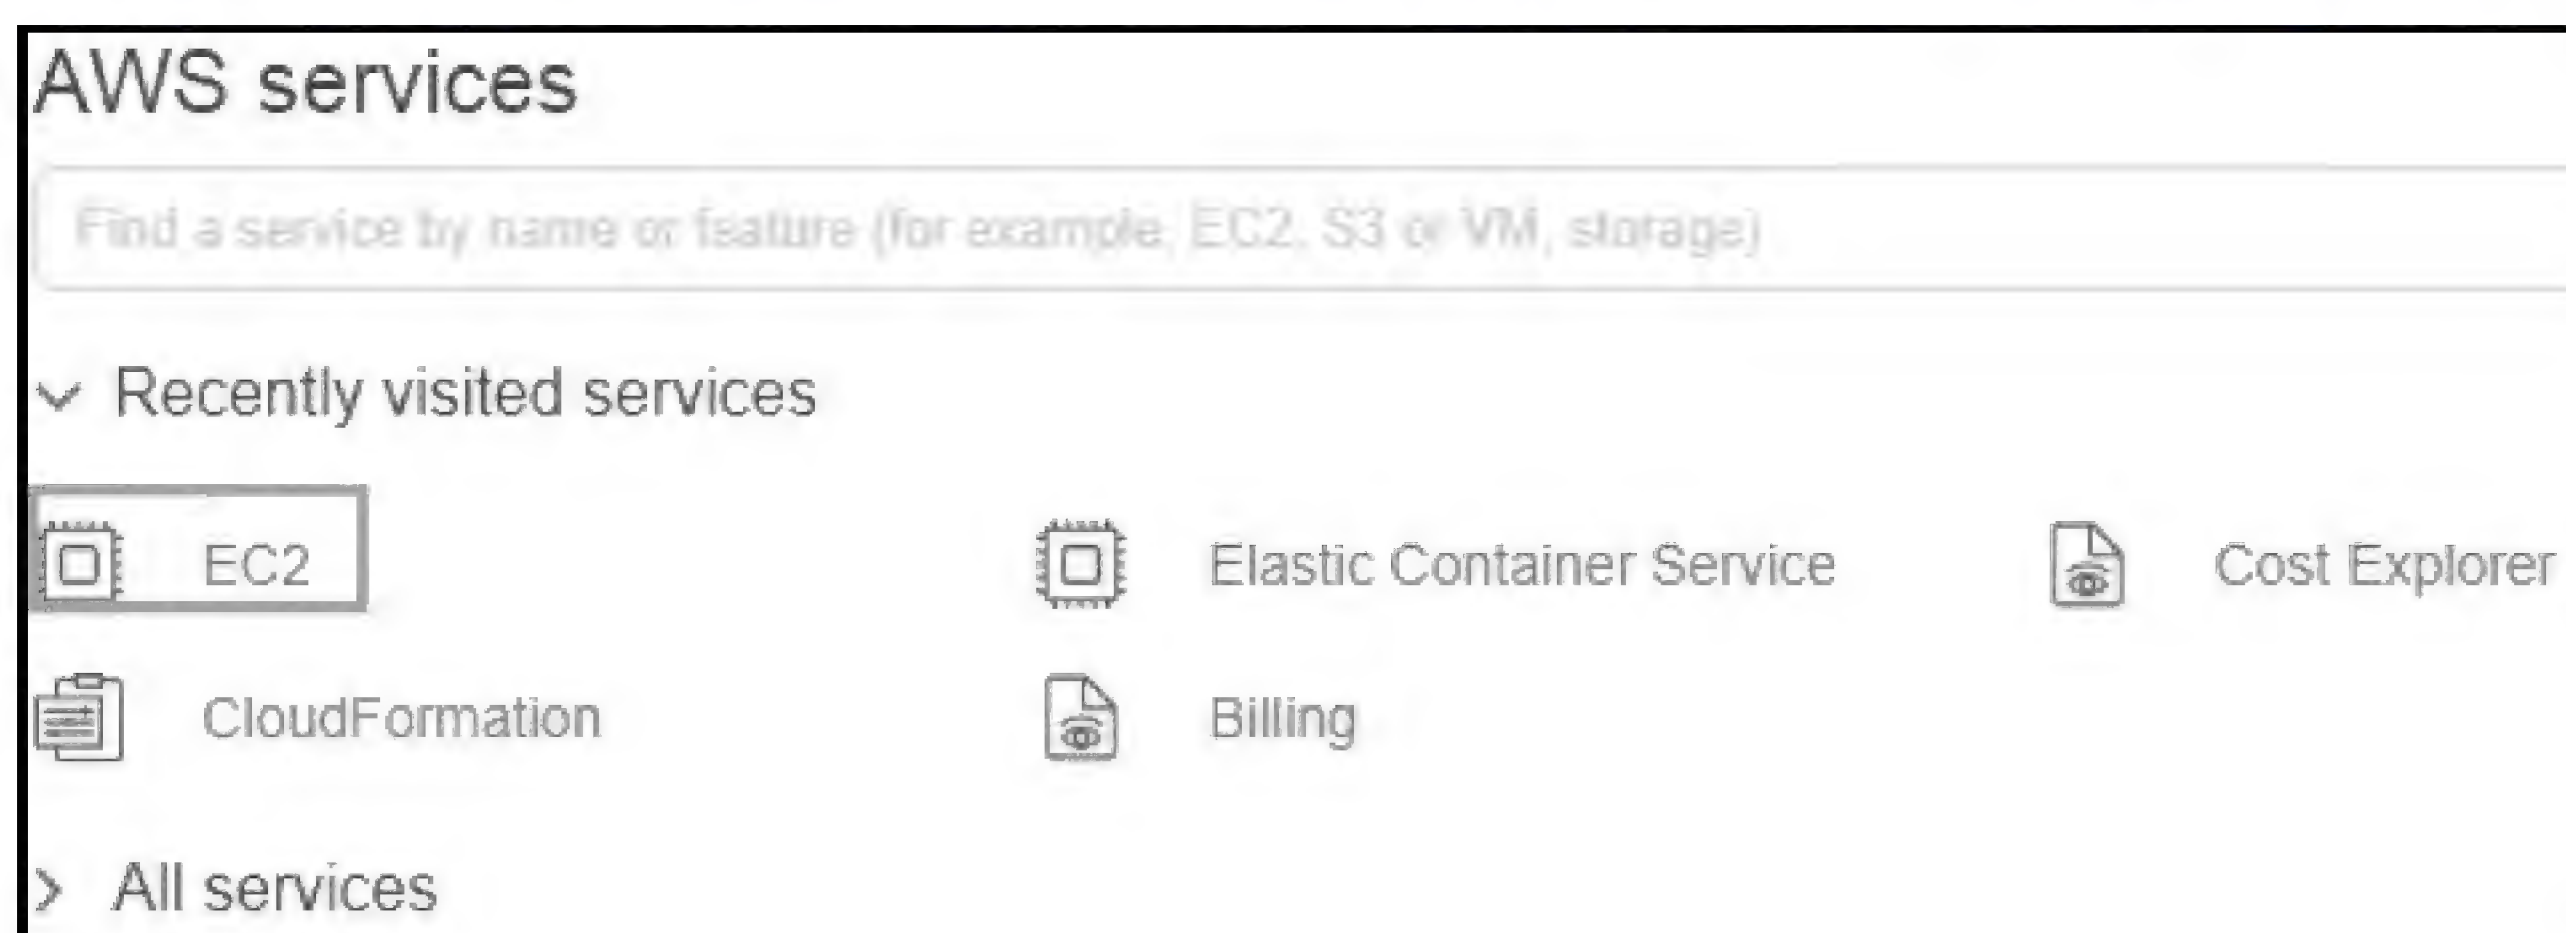 AWS services
Find a service by name or feature (for example, EC2, S3 or VM, storage)
Recently visited services
EC2 Elastic Container Service Cost Explorer
CloudFormation Billing
All services